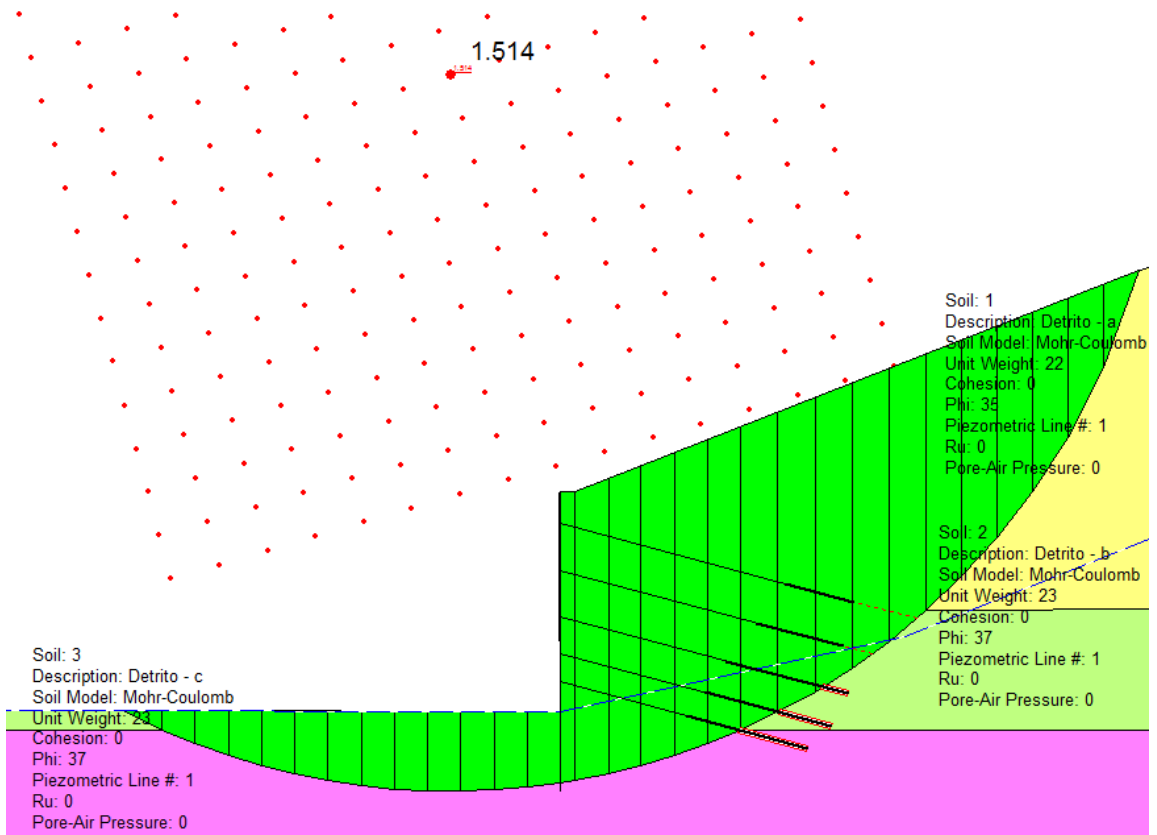 1.514
1.514
Soil: 1
Description: Detrito - a
Soil Model: Mohr-Coulomb
Unit Weight: 22
Cohesion: 0
Phi: 35
Piezometric Line #: 1
Ru: 0
Pore-Air Pressure: 0
Soil: 2
Description: Detrito - b
Soil Model: Mohr-Coulomb
Unit Weight: 23
Cohesion: 0
Phi: 37
Piezometric Line #: 1
Ru: 0
Pore-Air Pressure: 0
Soil: 3
Description: Detrito - c
Soil Model: Mohr-Coulomb
Unit Weight: 23
Cohesion: 0
Phi: 37
Piezometric Line #: 1
Ru: 0
Pore-Air Pressure: 0